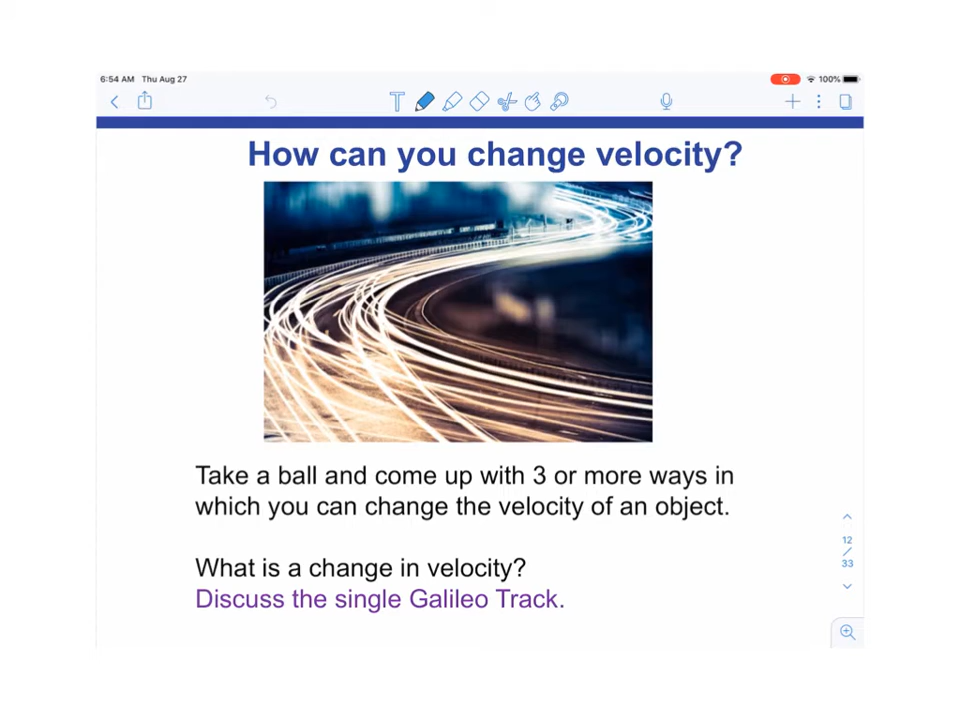 6:54 AM Thu Aug 27
100%
T
How can you change velocity?
Take a ball and come up with 3 or more ways in
which you can change the velocity of an object.
What is a change in velocity?
Discuss the single Galileo Track.
12
/
33